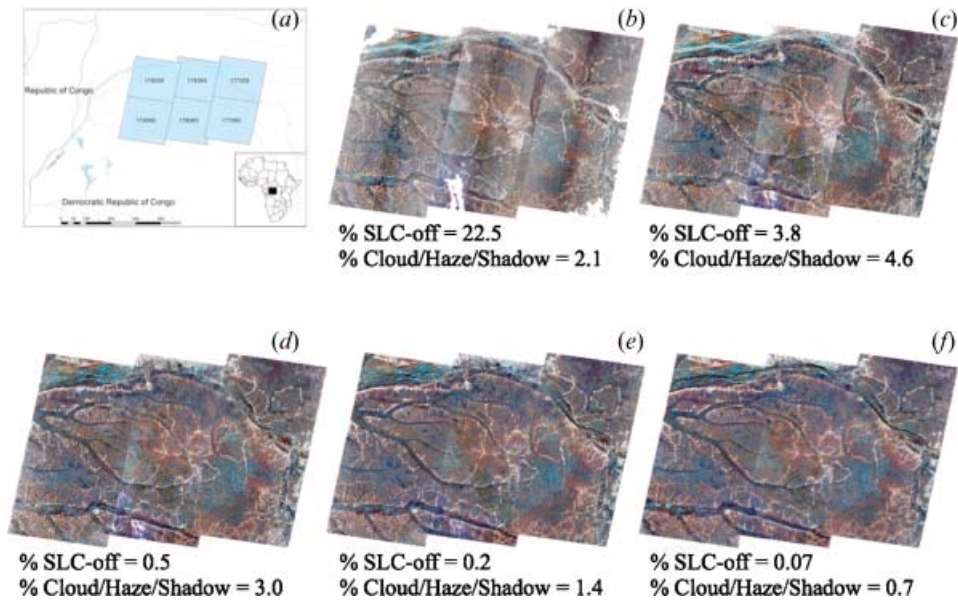 (a)
Republic of Congo
Democratic Republic of Congo
(b)
% SLC-off = 22.5
% Cloud/Haze/Shadow = 2.1
(c)
% SLC-off = 3.8
% Cloud/Haze/Shadow = 4.6
(d)
% SLC-off = 0.5
% Cloud/Haze/Shadow = 3.0
(e)
% SLC-off = 0.2
% Cloud/Haze/Shadow = 1.4
(f)
% SLC-off = 0.07
% Cloud/Haze/Shadow = 0.7